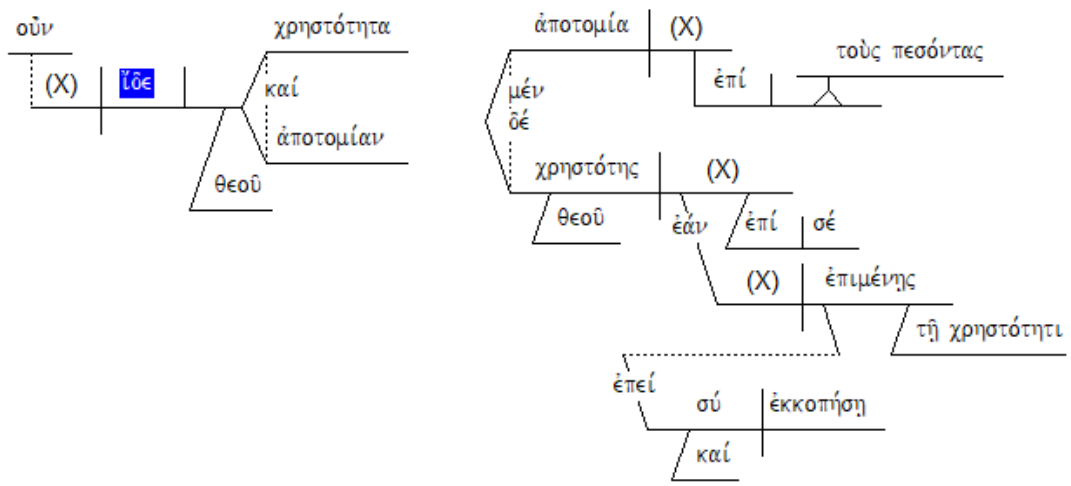 οὖν
(X) ἴδε
χρηστότητα
καί
ἀποτομίαν
θεοῦ
ἀποτομία (X)
ἐπί τοὺς πεσόντας
μέν
δέ
χρηστότης (X)
θεοῦ ἐάν ἐπί σέ
(X) ἐπιμένῃς
τῇ χρηστότητι
ἐπεί
σύ ἐκκοπήσῃ
καί